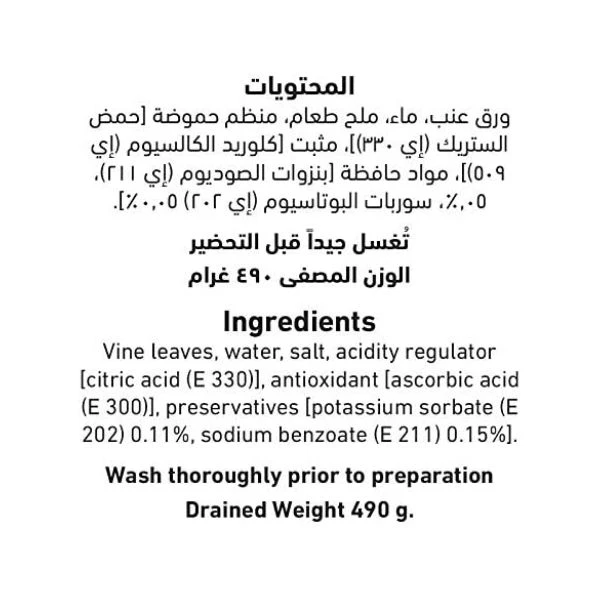 المحتويات
ورق عنب، ماء، ملح طعام، منظم حموضة [حمض
الستريك (إي ٣٣٠)]، مثبت [كلوريد الكالسيوم (إي
٥٠٩)]، مواد حافظة [بنزوات الصوديوم (إي ٢١١)،
٠,٠٥٪، سوربات البوتاسيوم (إي ٢٠٢) ٠,٠٥٪].
تُغسل جيداً قبل التحضير
الوزن المصفى ٤٩٠ غرام
Ingredients
Vine leaves, water, salt, acidity regulator
[citric acid (E 330)], antioxidant [ascorbic acid
(E 300)], preservatives [potassium sorbate (E
202) 0.11%, sodium benzoate (E 211) 0.15%].
Wash thoroughly prior to preparation
Drained Weight 490 g.